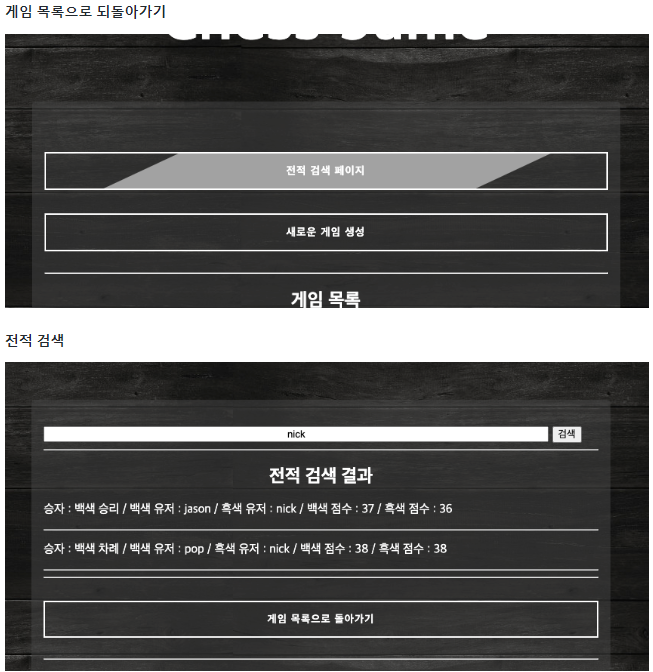 게임 목록으로 되돌아가기
Chess Game
전적 검색 페이지
새로운 게임 생성
게임 목록
전적 검색
nick 검색
전적 검색 결과
승자 : 백색 승리 / 백색 유저 : jason / 흑색 유저 : nick / 백색 점수 : 37 / 흑색 점수 : 36
승자 : 백색 차례 / 백색 유저 : pop / 흑색 유저 : nick / 백색 점수 : 38 / 흑색 점수 : 38
게임 목록으로 돌아가기